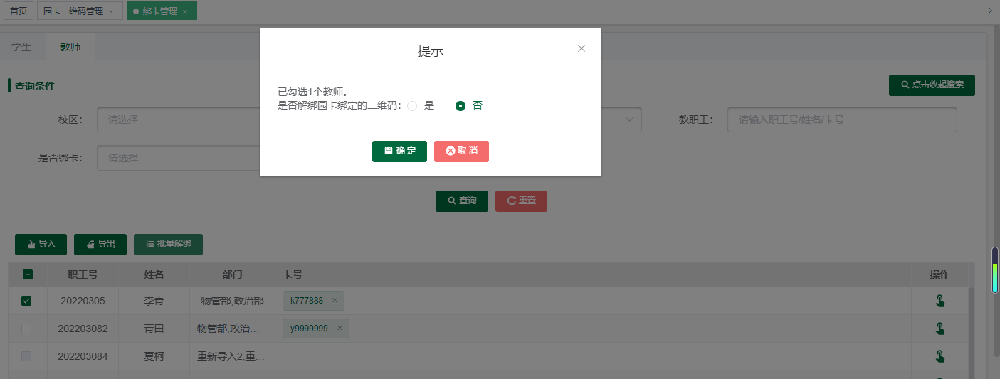 首页 园卡二维码管理 × 绑卡管理 ×
学生 教师
提示
查询条件
点击收起搜索
已勾选1个教师。
是否解绑园卡绑定的二维码： 是 否
校区： 请选择
教职工： 请输入职工号/姓名/卡号
确定 取消
是否绑卡： 请选择
查询 重置
导入 导出 批量解绑
职工号 姓名 部门 卡号 操作
20220305 李青 物管部,政治部 k777888 ×
202203082 青田 物管部,政治... y9999999 ×
202203084 夏柯 重新导入2,重...